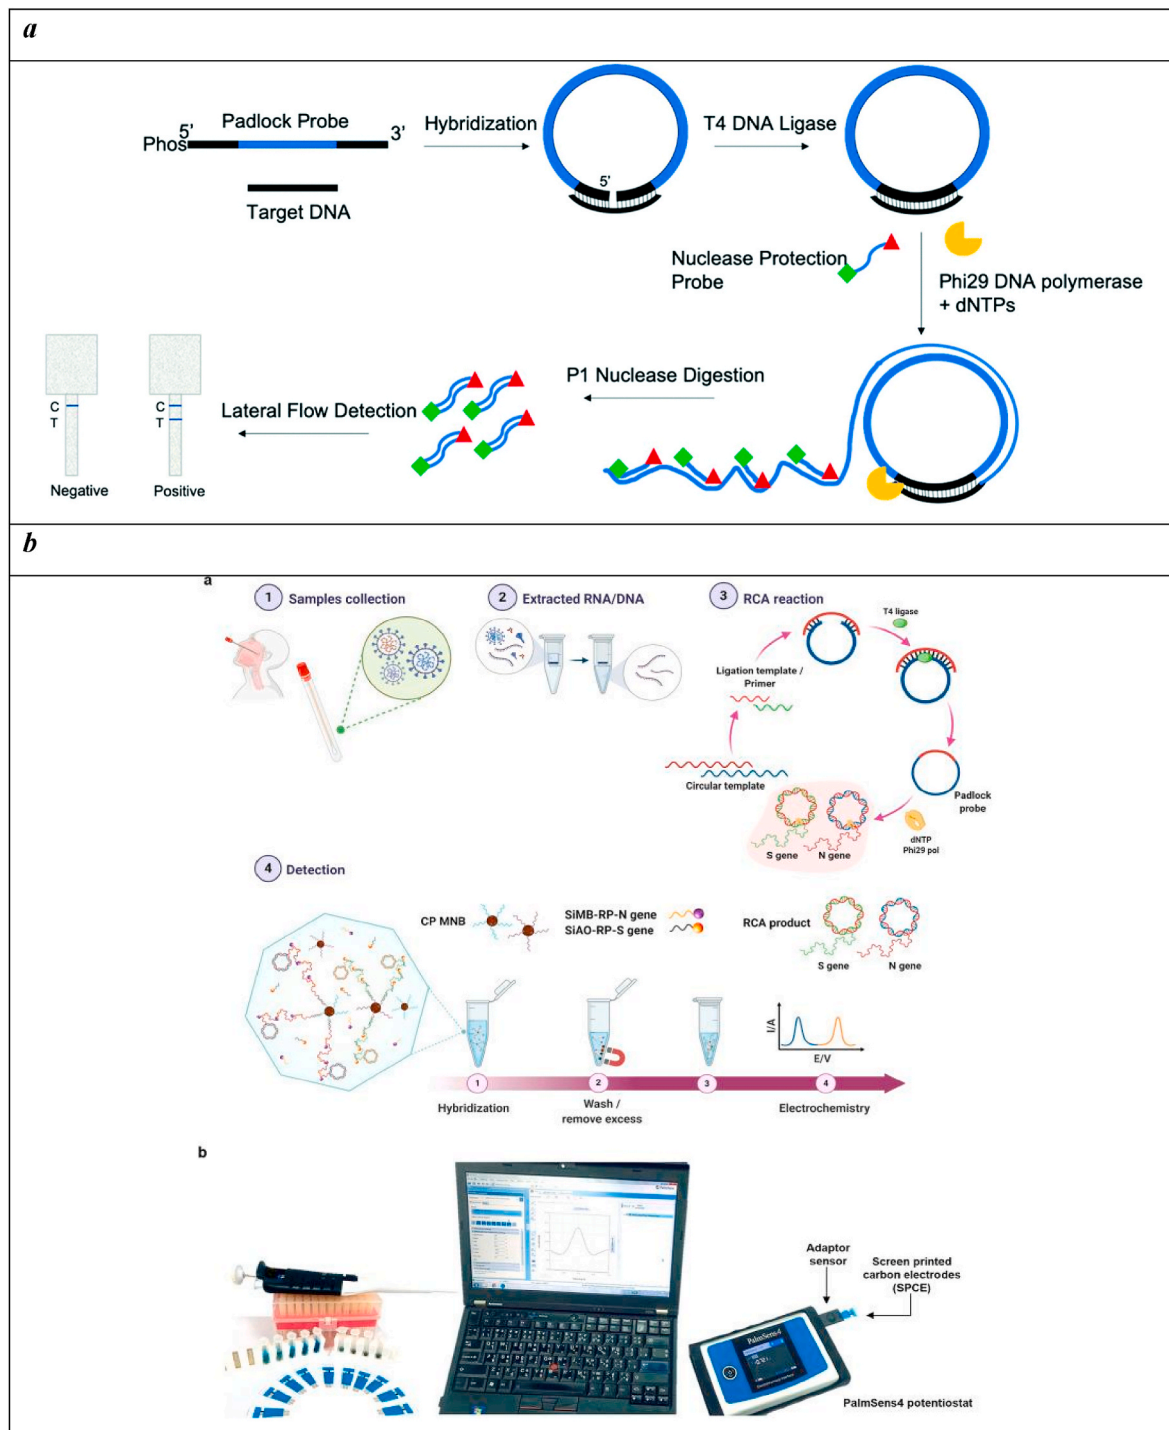 a
Padlock Probe
5’
3’
Phos
Target DNA
Hybridization
5’
T4 DNA Ligase
Nuclease Protection
Probe
Phi29 DNA polymerase
+ dNTPs
P1 Nuclease Digestion
Lateral Flow Detection
C
T
Negative
C
T
Positive
b
a
1 Samples collection
2 Extracted RNA/DNA
3 RCA reaction
T4 ligase
Ligation template /
Primer
Circular template
Padlock
probe
dNTP
Phi29 pol
S gene
N gene
4 Detection
CP MNB
SiMB-RP-N gene
SiAO-RP-S gene
RCA product
S gene
N gene
I/A
E/V
1
2
3
4
Hybridization
Wash /
remove excess
Electrochemistry
b
Adaptor
sensor
Screen printed
carbon electrodes
(SPCE)
PalmSens4
PalmSens4 potentiostat